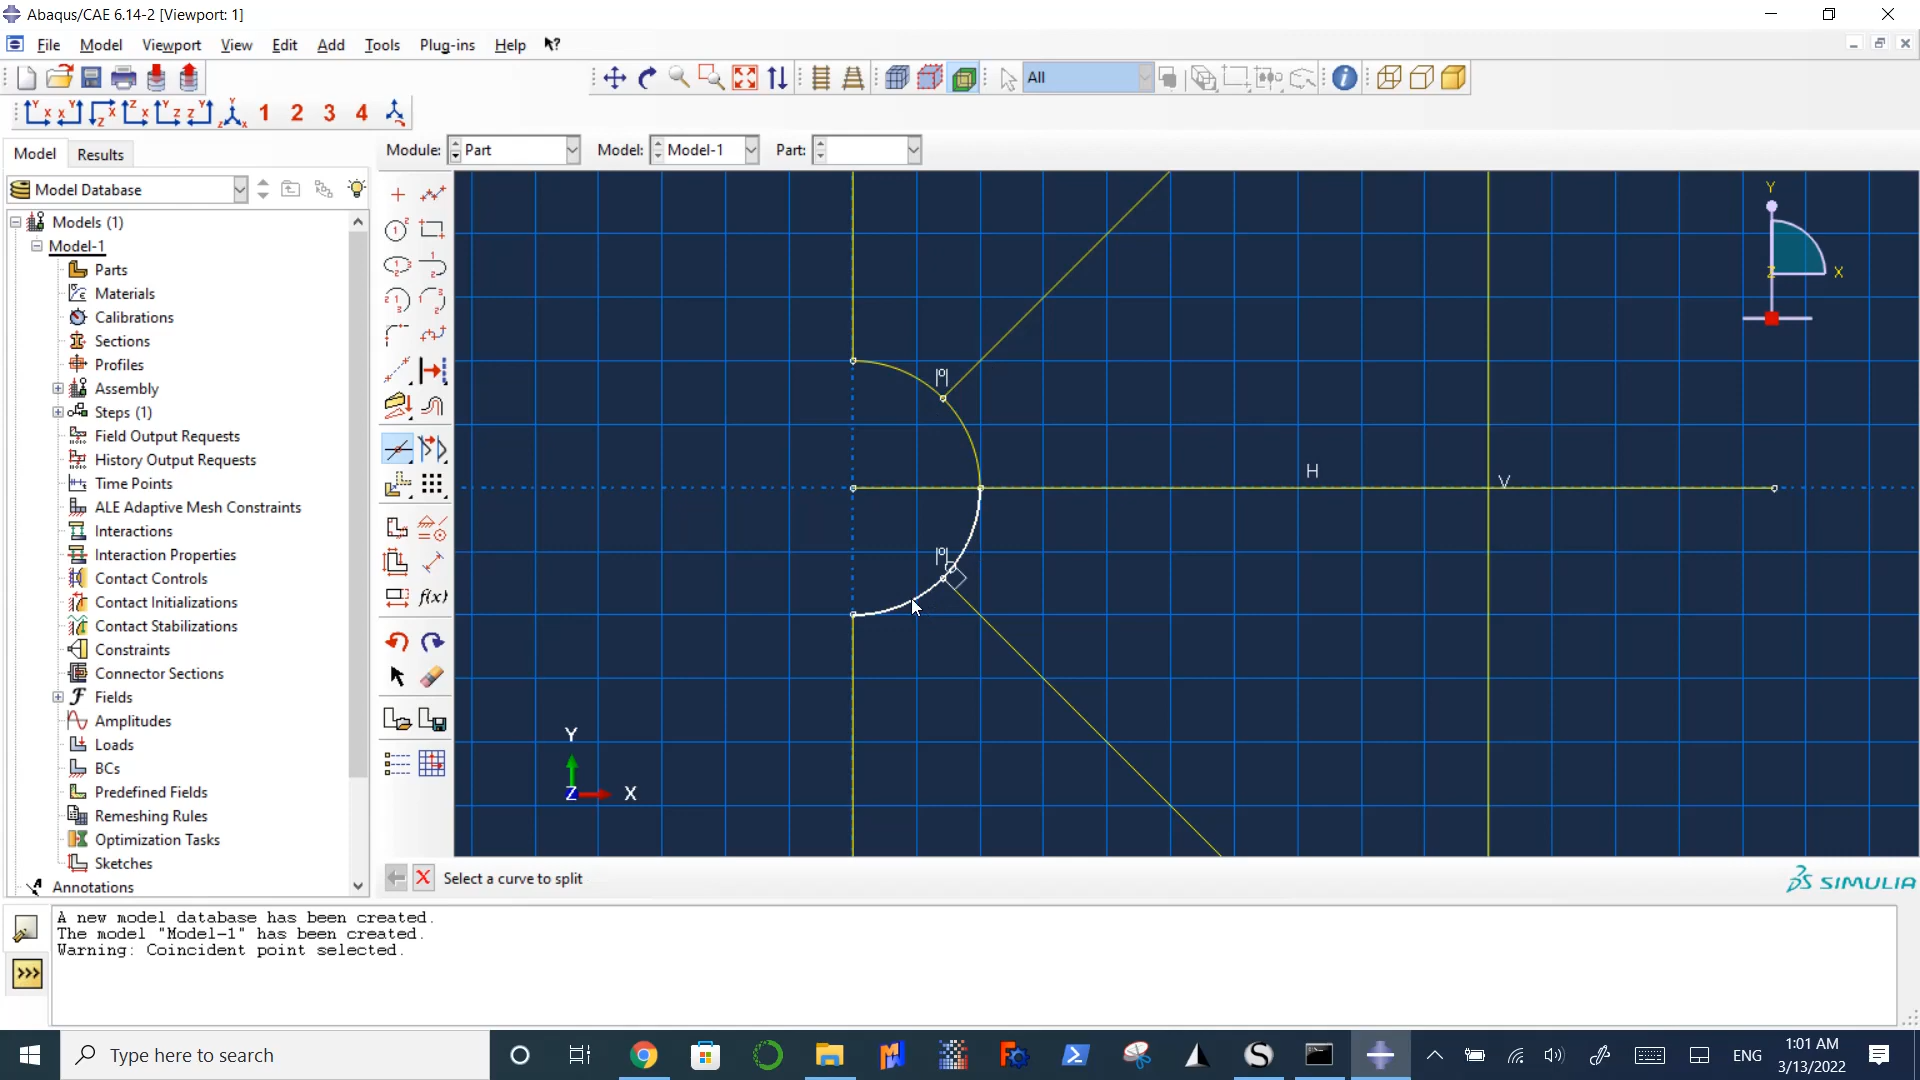 Abaqus/CAE 6.14-2 [Viewport: 1]
File Model Viewport View Edit Add Tools Plug-ins Help
All
1 2 3 4
Model Results
Module: Part Model: Model-1 Part:
Model Database
Models (1)
Model-1
Parts
Materials
Calibrations
Sections
Profiles
Assembly
Steps (1)
Field Output Requests
History Output Requests
Time Points
ALE Adaptive Mesh Constraints
Interactions
Interaction Properties
Contact Controls
Contact Initializations
Contact Stabilizations
Constraints
Connector Sections
Fields
Amplitudes
Loads
BCs
Predefined Fields
Remeshing Rules
Optimization Tasks
Sketches
Annotations
f(x)
Y
Z X
H
V
Y
Z X
Select a curve to split
SIMULIA
A new model database has been created.
The model "Model-1" has been created.
Warning: Coincident point selected.
>>>
Type here to search
ENG
1:01 AM
3/13/2022